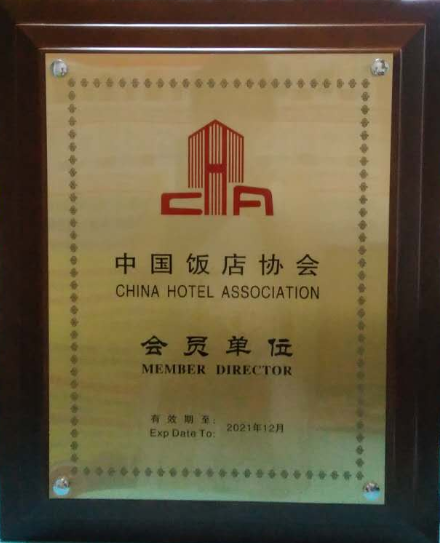 CHA
中国饭店协会
CHINA HOTEL ASSOCIATION
会员单位
MEMBER DIRECTOR
有效期至:
Exp Date To: 2021年12月